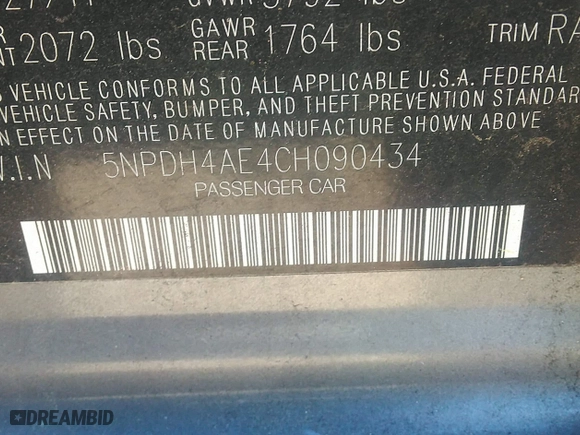 GAWR
2072 lbs REAR 1764 lbs TRIM
VEHICLE CONFORMS TO ALL APPLICABLE U.S.A. FEDERAL
VEHICLE SAFETY, BUMPER, AND THEFT PREVENTION
IN EFFECT ON THE DATE OF MANUFACTURE SHOWN ABOVE
V.I.N 5NPDH4AE4CH090434
PASSENGER CAR
DREAMBID